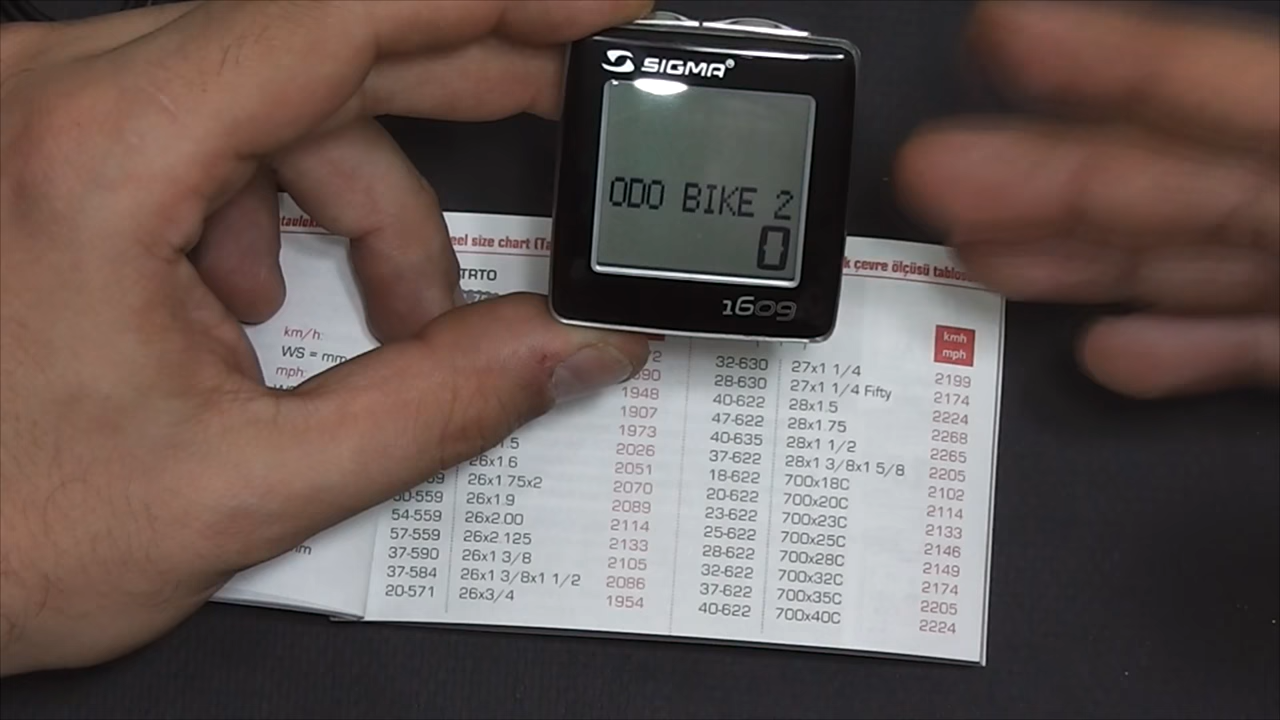 SIGMA
ODO BIKE 2
0
1609
eel size chart
k çevre ölçüsü
TRTO
km/h:
WS = mm
mph:
kmh
mph
1948
1907
1973
26x1.6 2026
26x1.75x2 2051
50-559 26x1.9 2070
54-559 26x2.00 2089
57-559 26x2.125 2114
37-590 26x1 3/8 2133
37-584 26x1 3/8x1 1/2 2105
20-571 26x3/4 2086
1954
32-630 27x1 1/4 2199
28-630 27x1 1/4 Fifty 2174
40-622 28x1.5 2224
47-622 28x1.75 2268
40-635 28x1 1/2 2265
37-622 28x1 3/8x1 5/8 2205
18-622 700x18C 2102
20-622 700x20C 2114
23-622 700x23C 2133
25-622 700x25C 2146
28-622 700x28C 2149
32-622 700x32C 2174
37-622 700x35C 2205
40-622 700x40C 2224